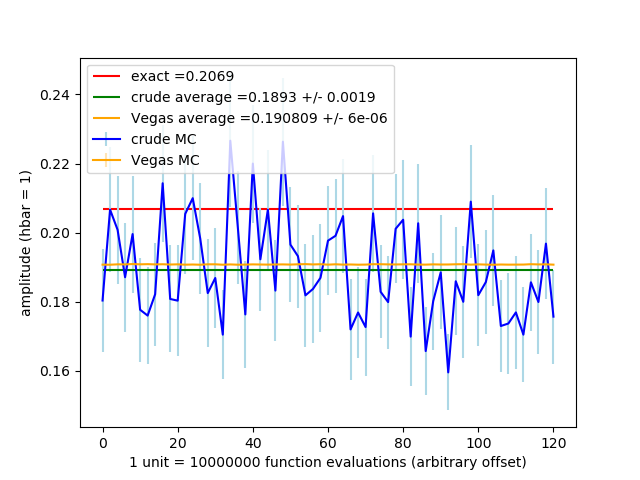 exact =0.2069
crude average =0.1893 +/- 0.0019
Vegas average =0.190809 +/- 6e-06
crude MC
Vegas MC
amplitude (hbar = 1)
0.24
0.22
0.20
0.18
0.16
0 20 40 60 80 100 120
1 unit = 10000000 function evaluations (arbitrary offset)